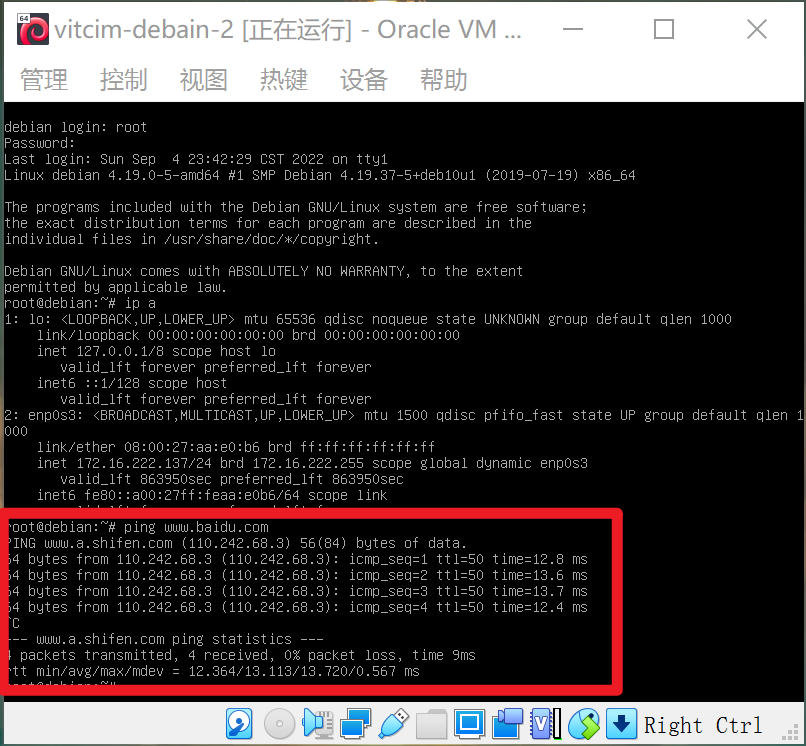 64
vitcim-debain-2 [正在运行] - Oracle VM ...
管理 控制 视图 热键 设备 帮助
debian login: root
Password:
Last login: Sun Sep  4 23:42:29 CST 2022 on tty1
Linux debian 4.19.0-5-amd64 #1 SMP Debian 4.19.37-5+deb10u1 (2019-07-19) x86_64
The programs included with the Debian GNU/Linux system are free software;
the exact distribution terms for each program are described in the
individual files in /usr/share/doc/*/copyright.
Debian GNU/Linux comes with ABSOLUTELY NO WARRANTY, to the extent
permitted by applicable law.
root@debian:~# ip a
1: lo: <LOOPBACK,UP,LOWER_UP> mtu 65536 qdisc noqueue state UNKNOWN group default qlen 1000
    link/loopback 00:00:00:00:00:00 brd 00:00:00:00:00:00
    inet 127.0.0.1/8 scope host lo
       valid_lft forever preferred_lft forever
    inet6 ::1/128 scope host
       valid_lft forever preferred_lft forever
2: enp0s3: <BROADCAST,MULTICAST,UP,LOWER_UP> mtu 1500 qdisc pfifo_fast state UP group default qlen 1
000
    link/ether 08:00:27:aa:e0:b6 brd ff:ff:ff:ff:ff:ff
    inet 172.16.222.137/24 brd 172.16.222.255 scope global dynamic enp0s3
       valid_lft 863950sec preferred_lft 863950sec
    inet6 fe80::a00:27ff:feaa:e0b6/64 scope link
root@debian:~# ping www.baidu.com
PING www.a.shifen.com (110.242.68.3) 56(84) bytes of data.
64 bytes from 110.242.68.3 (110.242.68.3): icmp_seq=1 ttl=50 time=12.8 ms
64 bytes from 110.242.68.3 (110.242.68.3): icmp_seq=2 ttl=50 time=13.6 ms
64 bytes from 110.242.68.3 (110.242.68.3): icmp_seq=3 ttl=50 time=13.7 ms
64 bytes from 110.242.68.3 (110.242.68.3): icmp_seq=4 ttl=50 time=12.4 ms
^C
--- www.a.shifen.com ping statistics ---
4 packets transmitted, 4 received, 0% packet loss, time 9ms
rtt min/avg/max/mdev = 12.364/13.113/13.720/0.567 ms
Right Ctrl